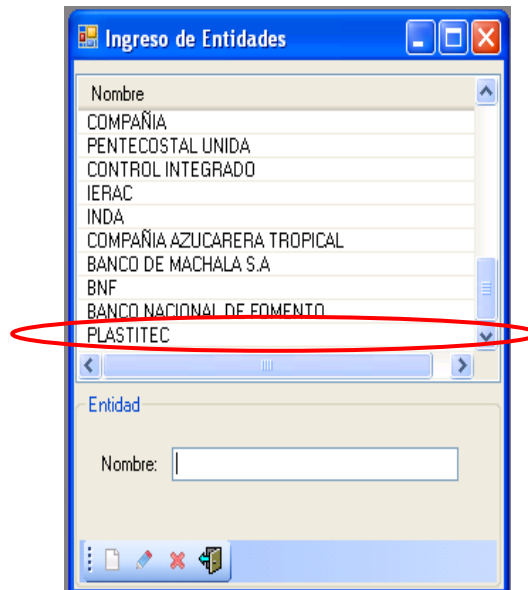 Ingreso de Entidades
Nombre
COMPAÑIA
PENTECOSTAL UNIDA
CONTROL INTEGRADO
IERAC
INDA
COMPAÑIA AZUCARERA TROPICAL
BANCO DE MACHALA S.A
BNF
BANCO NACIONAL DE FOMENTO
PLASTITEC
Entidad
Nombre: